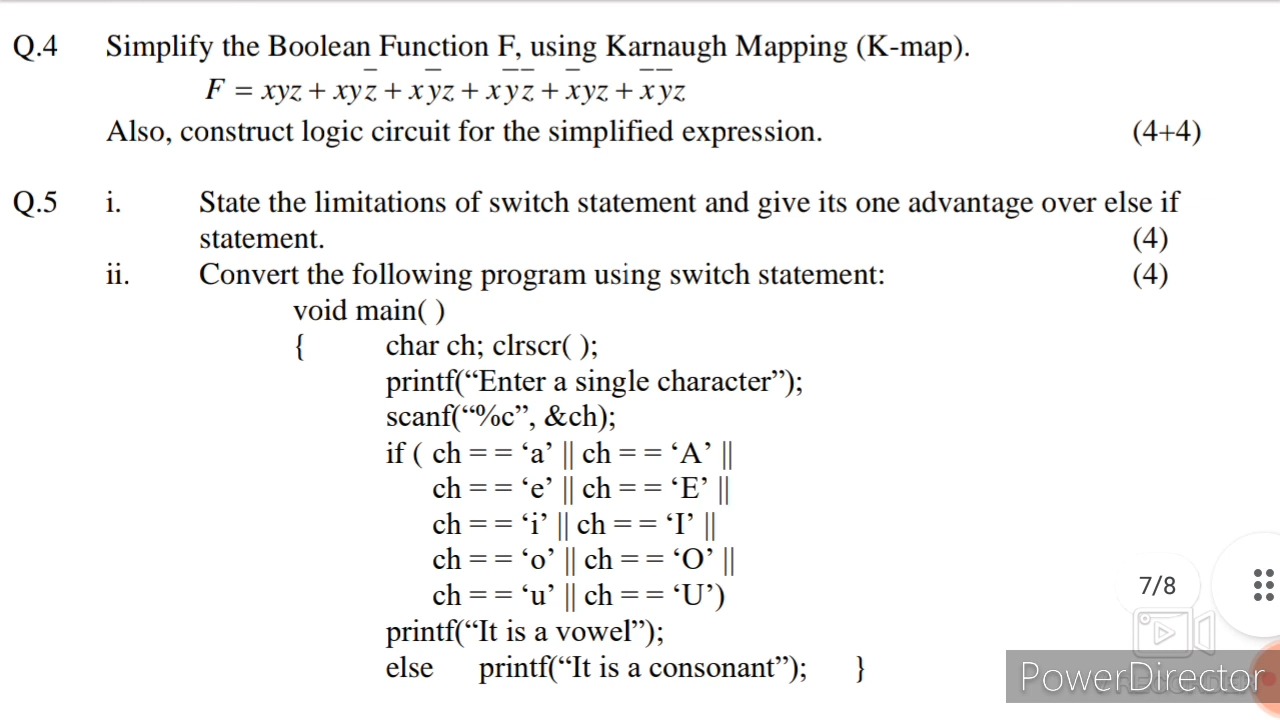 Q.4 Simplify the Boolean Function F, using Karnaugh Mapping (K-map).
F = xyz + xyz̅ + xy̅z + xy̅z̅ + x̅yz + x̅y̅z
Also, construct logic circuit for the simplified expression. (4+4)
Q.5 i. State the limitations of switch statement and give its one advantage over else if
statement. (4)
ii. Convert the following program using switch statement: (4)
void main( )
{ char ch; clrscr( );
printf(“Enter a single character”);
scanf(“%c”, &ch);
if ( ch = = ‘a’ || ch = = ‘A’ ||
ch = = ‘e’ || ch = = ‘E’ ||
ch = = ‘i’ || ch = = ‘I’ ||
ch = = ‘o’ || ch = = ‘O’ ||
ch = = ‘u’ || ch = = ‘U’)
7/8
printf(“It is a vowel”);
else printf(“It is a consonant”); }
PowerDirector